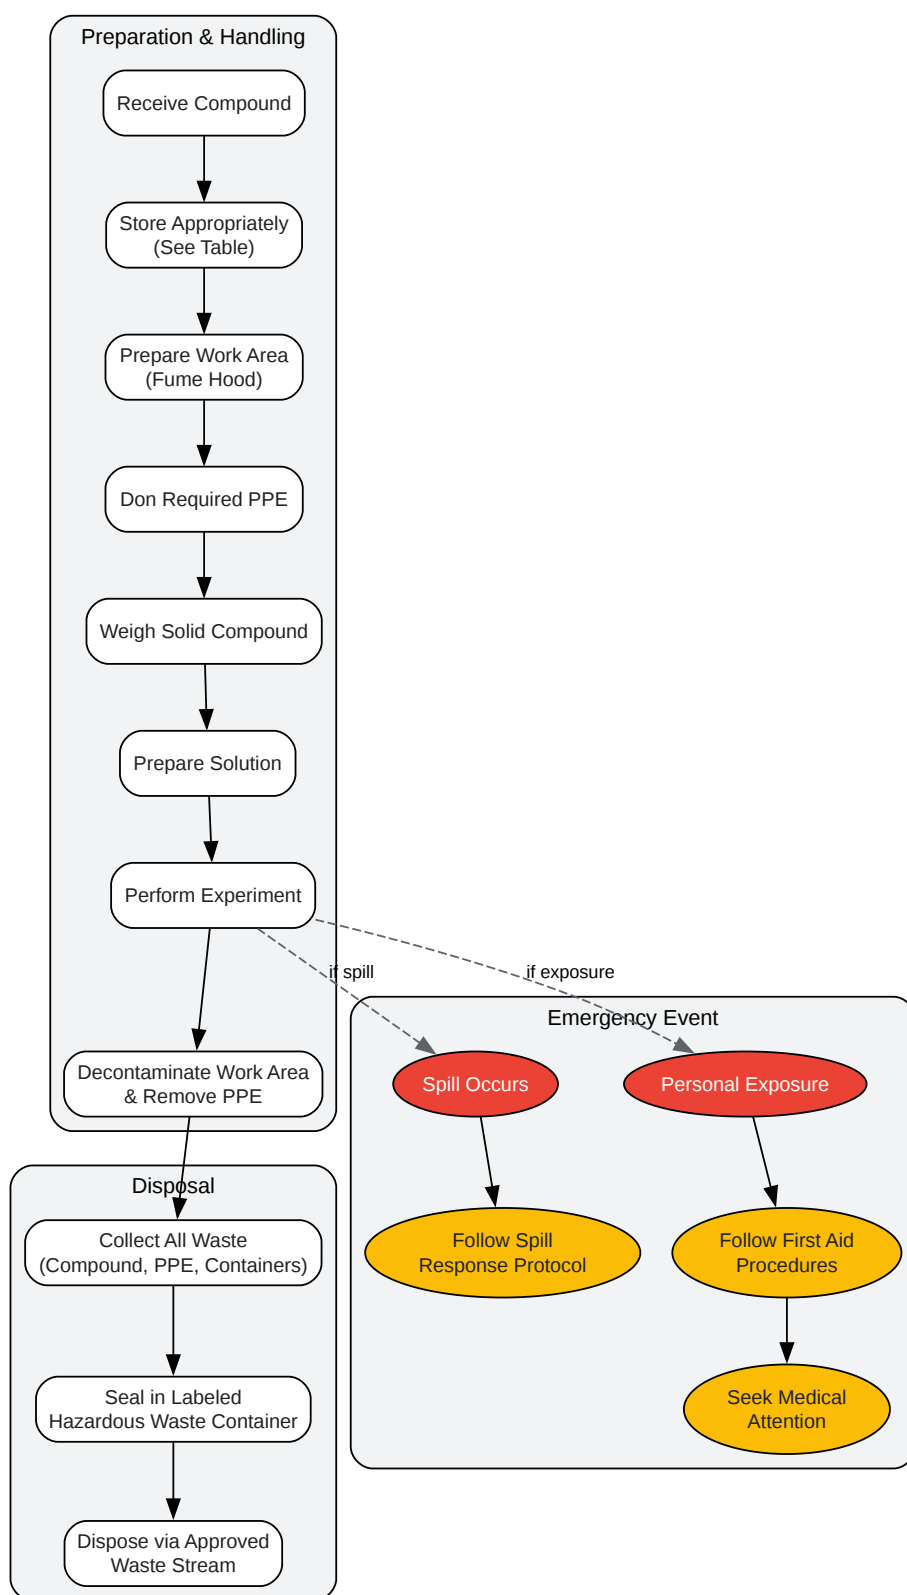 Preparation & Handling
Receive Compound
Store Appropriately
(See Table)
Prepare Work Area
(Fume Hood)
Don Required PPE
Weigh Solid Compound
Prepare Solution
Perform Experiment
if spill
if exposure
Decontaminate Work Area
& Remove PPE
Emergency Event
Spill Occurs
Personal Exposure
Follow Spill
Response Protocol
Follow First Aid
Procedures
Seek Medical
Attention
Disposal
Collect All Waste
(Compound, PPE, Containers)
Seal in Labeled
Hazardous Waste Container
Dispose via Approved
Waste Stream